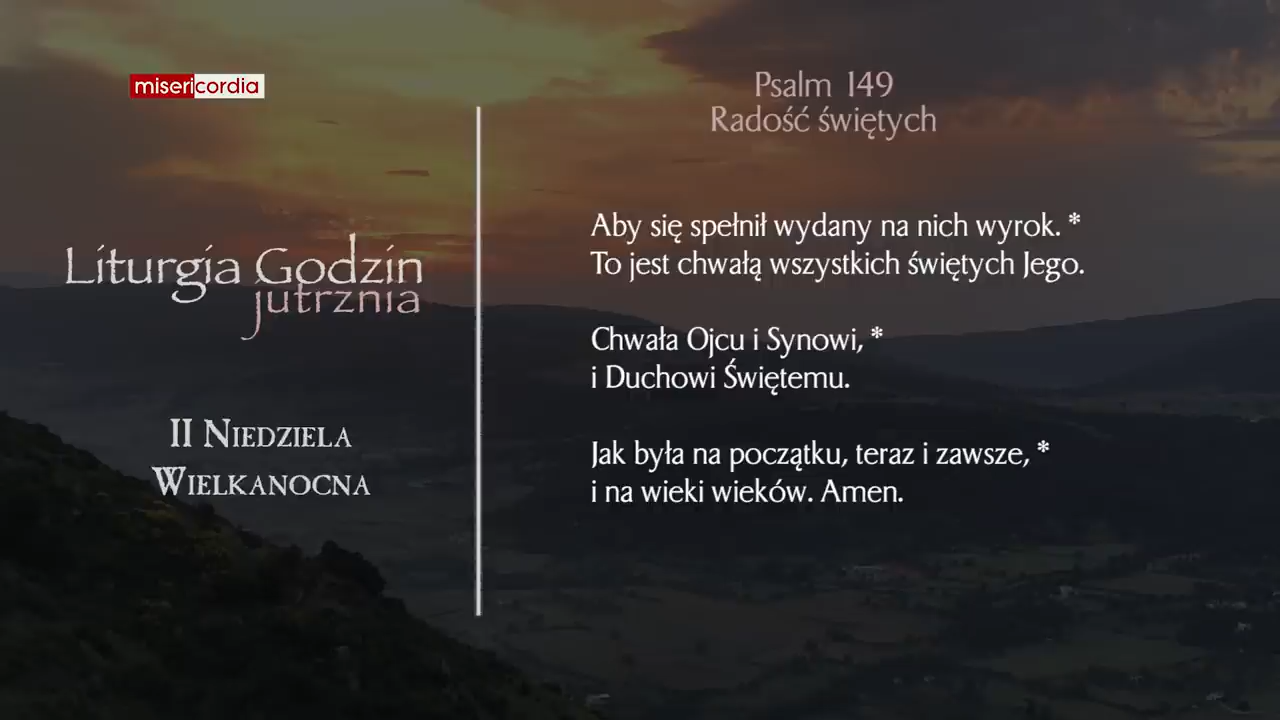 misericordia
Liturgia Godzin
jutrznia
II Niedziela
Wielkanocna
Psalm 149
Radość świętych
Aby się spełnił wydany na nich wyrok. *
To jest chwałą wszystkich świętych Jego.
Chwała Ojcu i Synowi, *
i Duchowi Świętemu.
Jak była na początku, teraz i zawsze, *
i na wieki wieków. Amen.